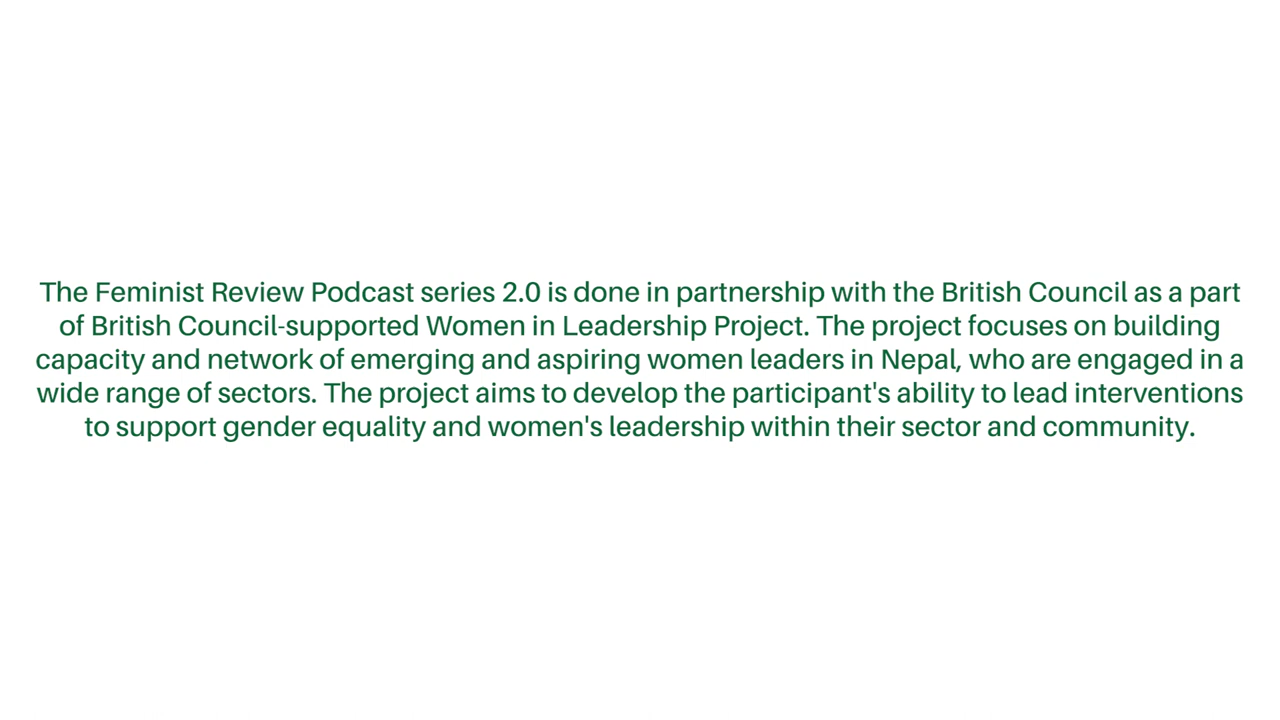 The Feminist Review Podcast series 2.0 is done in partnership with the British Council as a part
of British Council-supported Women in Leadership Project. The project focuses on building
capacity and network of emerging and aspiring women leaders in Nepal, who are engaged in a
wide range of sectors. The project aims to develop the participant's ability to lead interventions
to support gender equality and women's leadership within their sector and community.